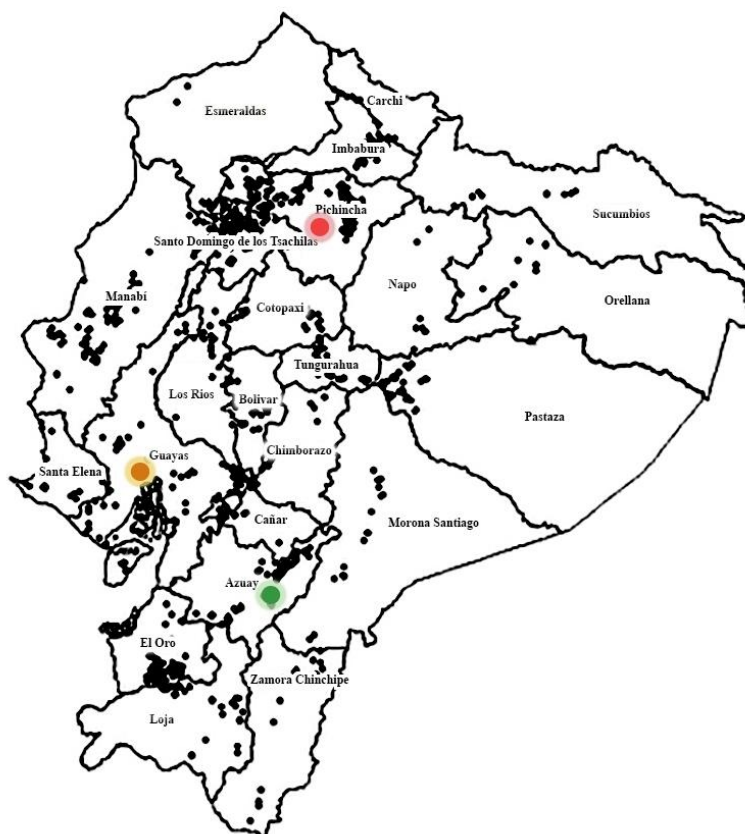 Carchi
Esmeraldas
Imbabura
Pichincha
Sucumbios
Santo Domingo de los Tsachilas
Napo
Manabí
Orellana
Cotopaxi
Tungurahua
Los Rios
Bolivar
Pastaza
Chimborazo
Guayas
Santa Elena
Cañar
Morona Santiago
Azuay
El Oro
Zamora Chinchipe
Loja